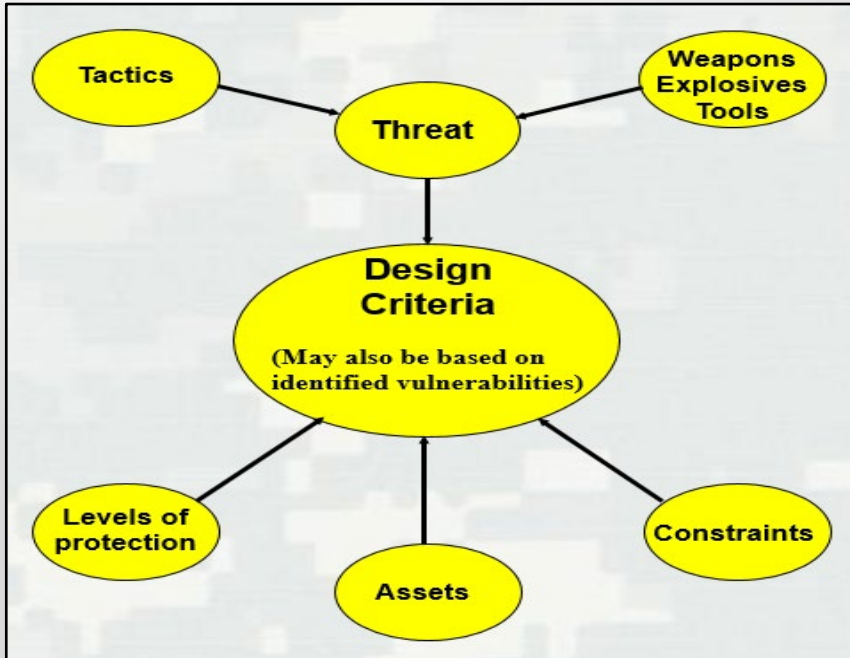 Tactics
Weapons
Explosives
Tools
Threat
Design
Criteria
(May also be based on
identified vulnerabilities)
Levels of
protection
Assets
Constraints